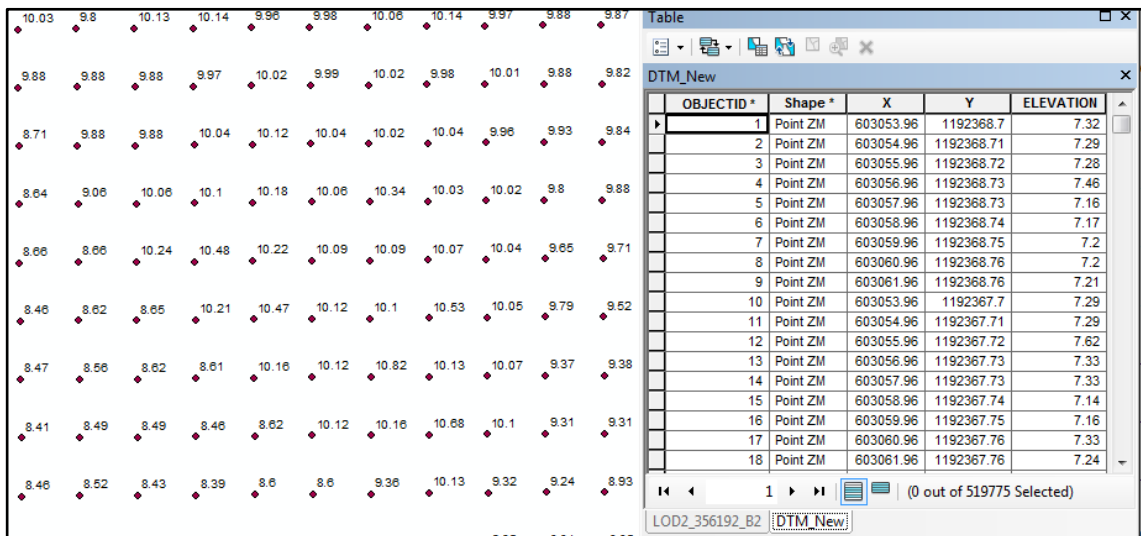 10.03 9.8 10.13 10.14 9.96 9.98 10.06 10.14 9.97 9.88 9.87
9.88 9.88 9.88 9.97 10.02 9.99 10.02 9.98 10.01 9.88 9.82
8.71 9.88 9.88 10.04 10.12 10.04 10.02 10.04 9.96 9.93 9.84
8.64 9.06 10.06 10.1 10.18 10.06 10.34 10.03 10.02 9.8 9.88
8.66 8.66 10.24 10.48 10.22 10.09 10.09 10.07 10.04 9.65 9.71
8.46 8.62 8.65 10.21 10.47 10.12 10.1 10.53 10.05 9.79 9.52
8.47 8.56 8.62 8.61 10.16 10.12 10.82 10.13 10.07 9.37 9.38
8.41 8.49 8.49 8.46 8.62 10.12 10.16 10.68 10.1 9.31 9.31
8.46 8.52 8.43 8.39 8.6 8.6 9.36 10.13 9.32 9.24 8.93
Table
DTM_New
OBJECTID * Shape * X Y ELEVATION
1 Point ZM 603053.96 1192368.7 7.32
2 Point ZM 603054.96 1192368.71 7.29
3 Point ZM 603055.96 1192368.72 7.28
4 Point ZM 603056.96 1192368.73 7.46
5 Point ZM 603057.96 1192368.73 7.16
6 Point ZM 603058.96 1192368.74 7.17
7 Point ZM 603059.96 1192368.75 7.2
8 Point ZM 603060.96 1192368.76 7.2
9 Point ZM 603061.96 1192368.76 7.21
10 Point ZM 603053.96 1192367.7 7.29
11 Point ZM 603054.96 1192367.71 7.29
12 Point ZM 603055.96 1192367.72 7.62
13 Point ZM 603056.96 1192367.73 7.33
14 Point ZM 603057.96 1192367.73 7.33
15 Point ZM 603058.96 1192367.74 7.14
16 Point ZM 603059.96 1192367.75 7.16
17 Point ZM 603060.96 1192367.76 7.33
18 Point ZM 603061.96 1192367.76 7.24
1 (0 out of 519775 Selected)
LOD2_356192_B2 DTM_New